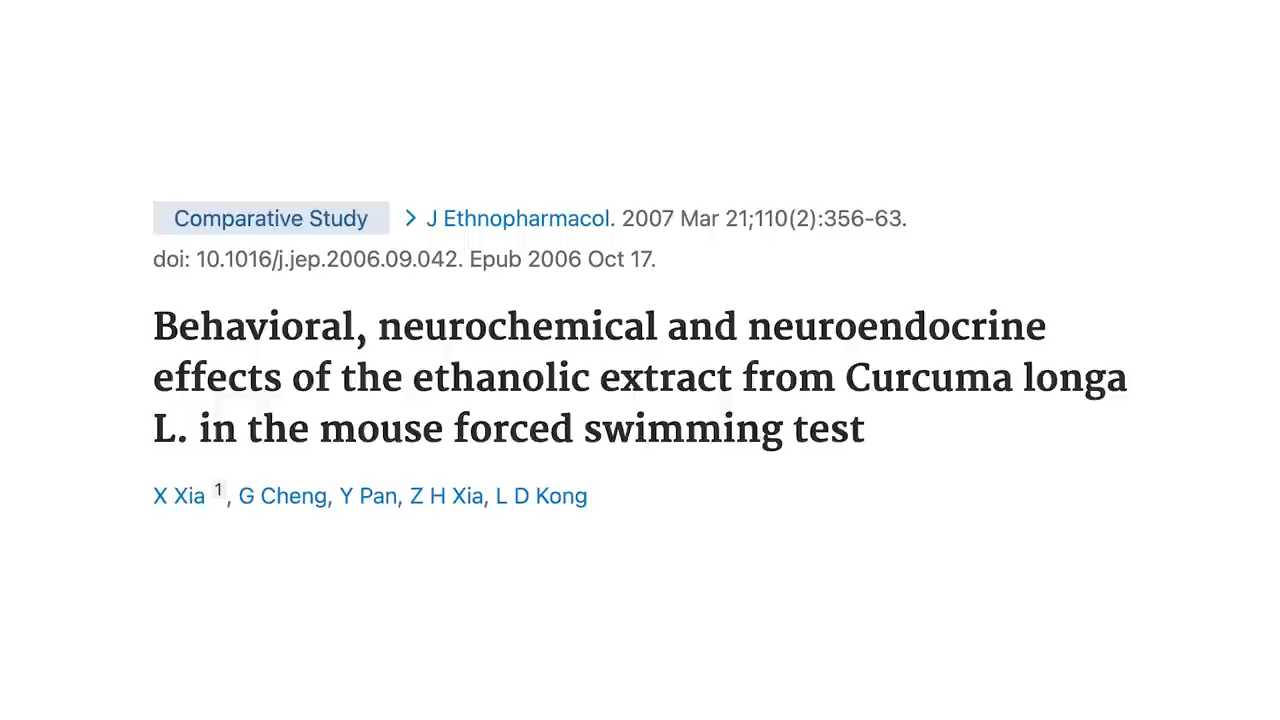 Comparative Study > J Ethnopharmacol. 2007 Mar 21;110(2):356-63.
doi: 10.1016/j.jep.2006.09.042. Epub 2006 Oct 17.
Behavioral, neurochemical and neuroendocrine
effects of the ethanolic extract from Curcuma longa
L. in the mouse forced swimming test
X Xia 1, G Cheng, Y Pan, Z H Xia, L D Kong